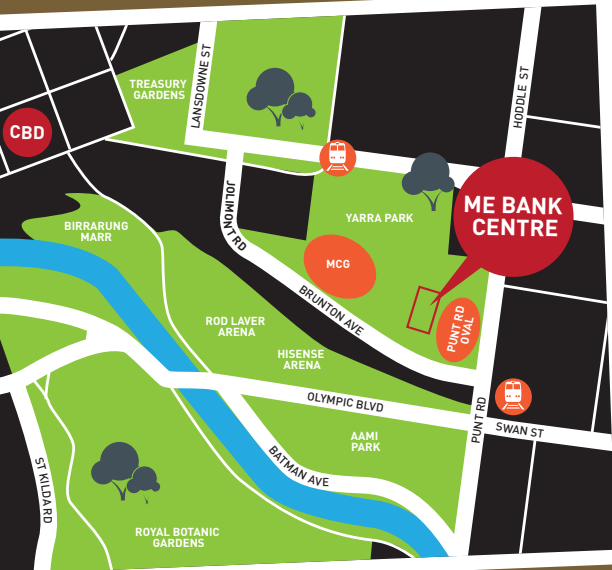 LANSDOWNE ST
HODDLE ST
TREASURY
GARDENS
CBD
JOLIMONT RD
YARRA PARK
ME BANK
CENTRE
BIRRARUNG
MARR
MCG
BRUNTON AVE
PUNT RD
OVAL
ROD LAVER
ARENA
HISENSE
ARENA
OLYMPIC BLVD
PUNT RD
SWAN ST
AAMI
PARK
BATMAN AVE
ST KILDA RD
ROYAL BOTANIC
GARDENS